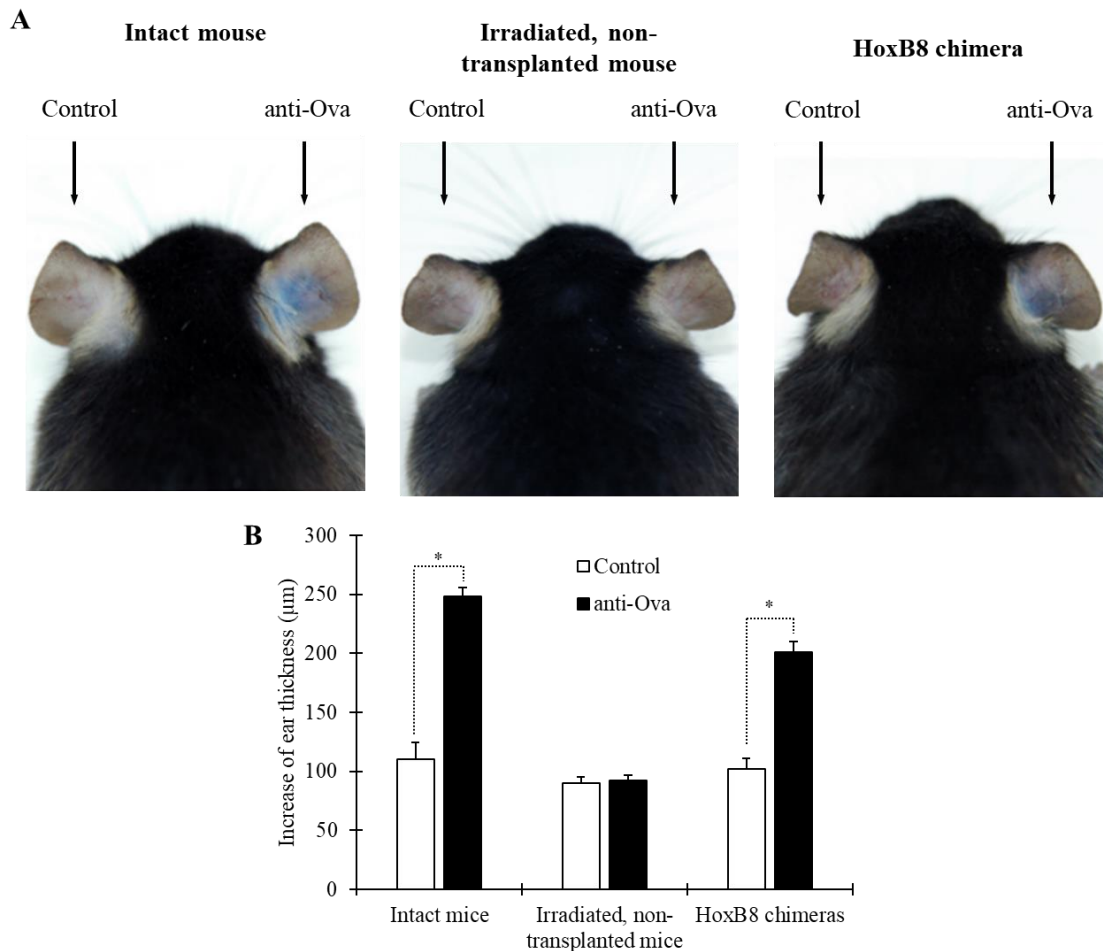 A
Intact mouse
Irradiated, non-
transplanted mouse
HoxB8 chimera
Control
anti-Ova
Control
anti-Ova
Control
anti-Ova
B
Increase of ear thickness (µm)
300
250
200
150
100
50
0
*
*
Control
anti-Ova
Intact mice
Irradiated, non-
transplanted mice
HoxB8 chimeras